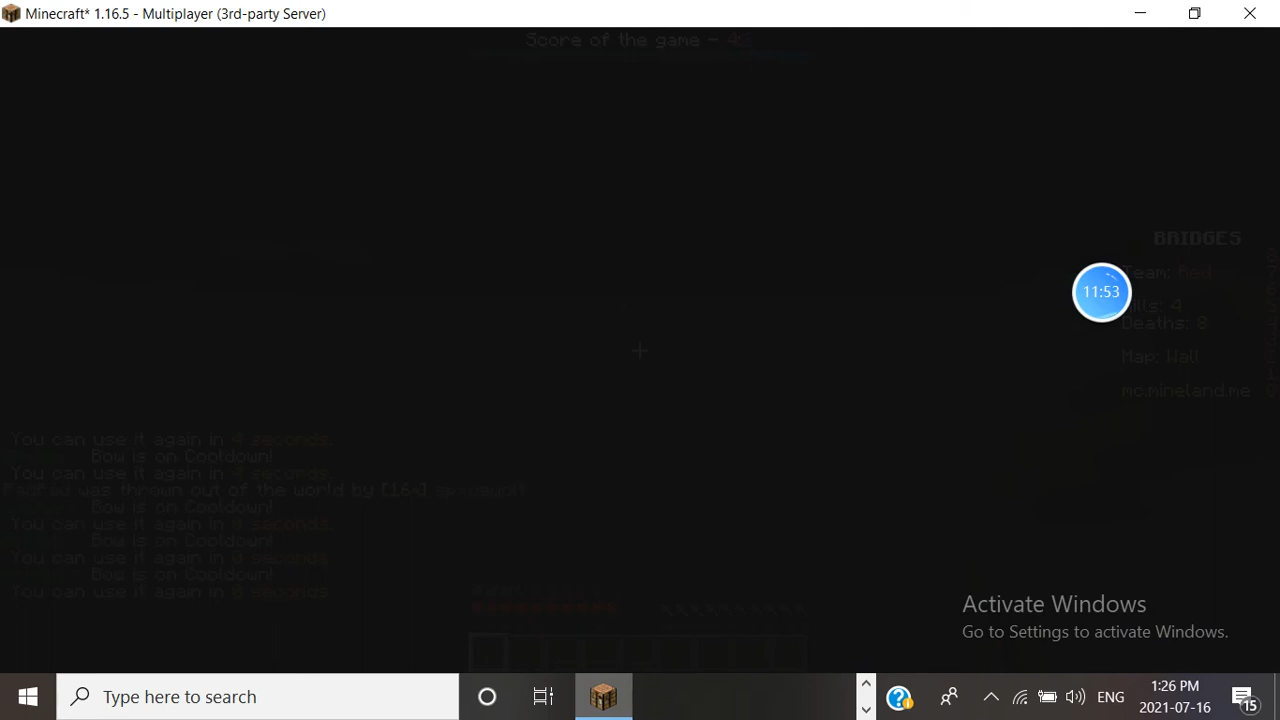 Minecraft* 1.16.5 - Multiplayer (3rd-party Server)
Score of the game -
BRIDGES
Team: Red
11:53
Kills: 4
Deaths: 8
Map: Wall
mc.mineland.me
You can use it again in 4 seconds.
Bow is on Cooldown!
You can use it again in 4 seconds.
was thrown out of the world by [16★]
Bow is on Cooldown!
You can use it again in 0 seconds.
Bow is on Cooldown!
You can use it again in 0 seconds.
Bow is on Cooldown!
You can use it again in 0 seconds.
Activate Windows
Go to Settings to activate Windows.
Type here to search
ENG
1:26 PM
2021-07-16
15